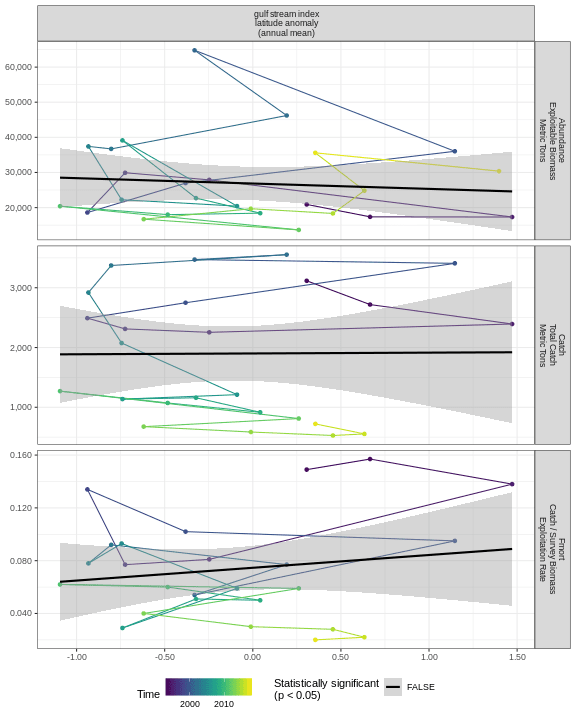 gulf stream index
latitude anomaly
(annual mean)
60,000
50,000
40,000
30,000
20,000
Abundance
Exploitable Biomass
Metric Tons
3,000
2,000
1,000
Catch
Total Catch
Metric Tons
0.160
0.120
0.080
0.040
Fmort
Catch / Survey Biomass
Exploitation Rate
-1.00 -0.50 0.00 0.50 1.00 1.50
Time
2000 2010
Statistically significant
(p < 0.05)
FALSE